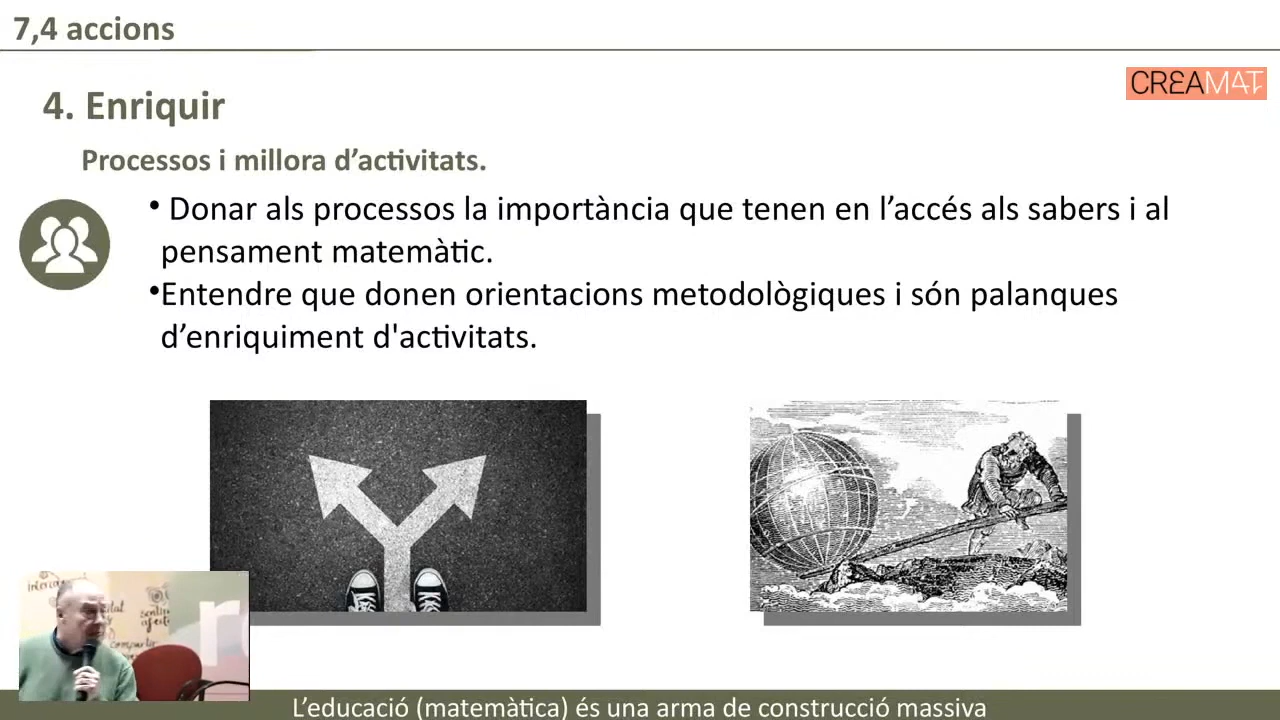 7,4 accions
CREAMAT
4. Enriquir
Processos i millora d’activitats.
• Donar als processos la importància que tenen en l’accés als sabers i al
pensament matemàtic.
•Entendre que donen orientacions metodològiques i són palanques
d’enriquiment d'activitats.
L’educació (matemàtica) és una arma de construcció massiva